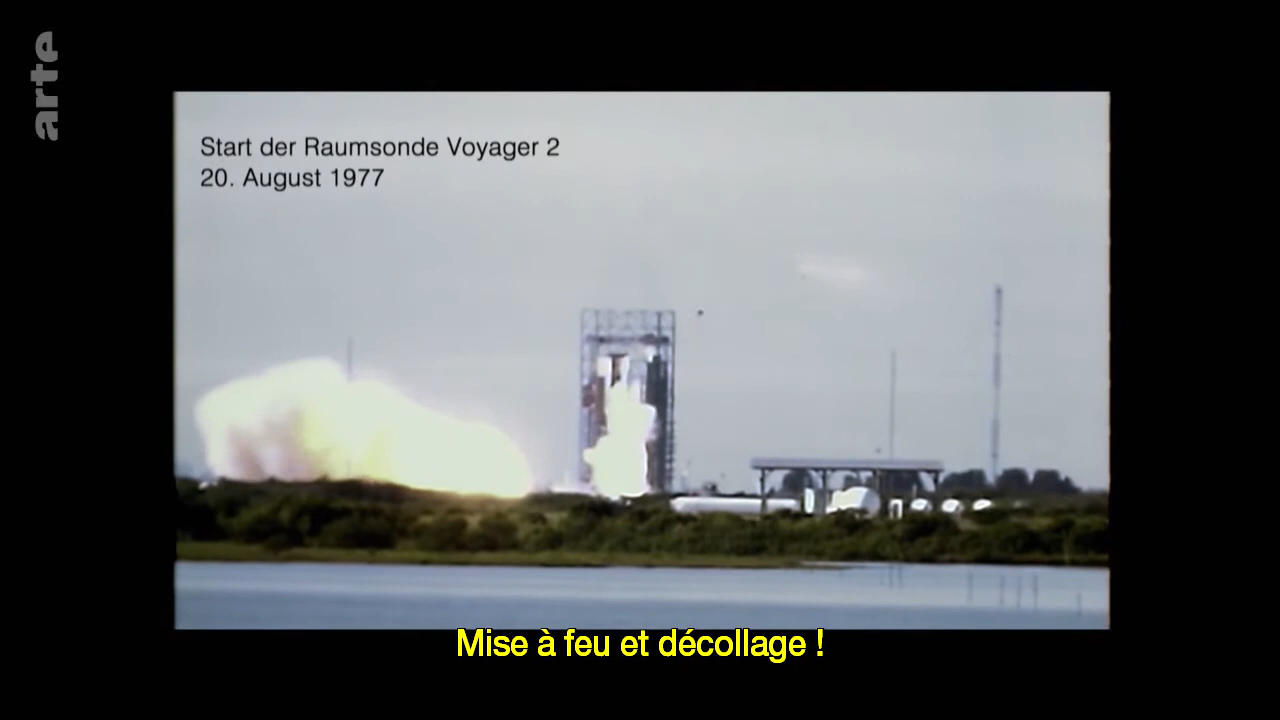 arte
Start der Raumsonde Voyager 2
20. August 1977
Mise à feu et décollage !